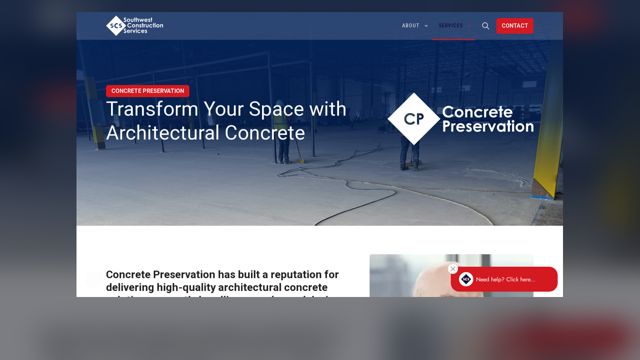 SCS Southwest
Construction
Services
ABOUT
SERVICES
CONTACT
CONCRETE PRESERVATION
Transform Your Space with
Architectural Concrete
CP Concrete
Preservation
Concrete Preservation has built a reputation for
delivering high-quality architectural concrete
Need help? Click here...